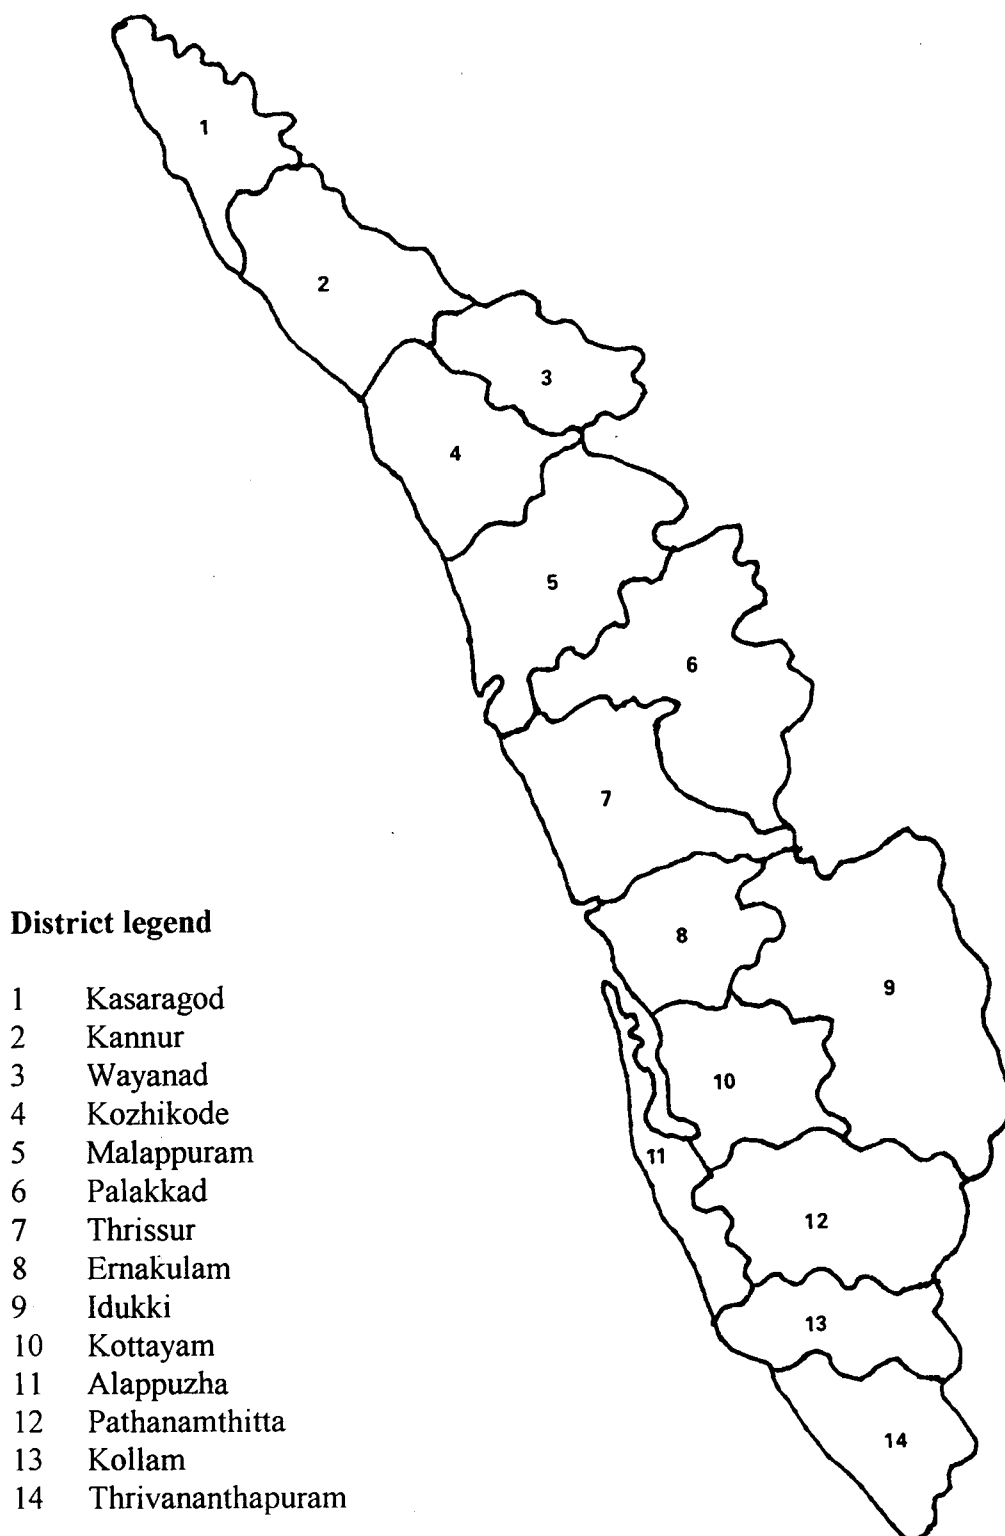 1
2
3
4
5
6
7
8
9
10
11
12
13
14
District legend
1 Kasaragod
2 Kannur
3 Wayanad
4 Kozhikode
5 Malappuram
6 Palakkad
7 Thrissur
8 Ernakulam
9 Idukki
10 Kottayam
11 Alappuzha
12 Pathanamthitta
13 Kollam
14 Thrivananthapuram